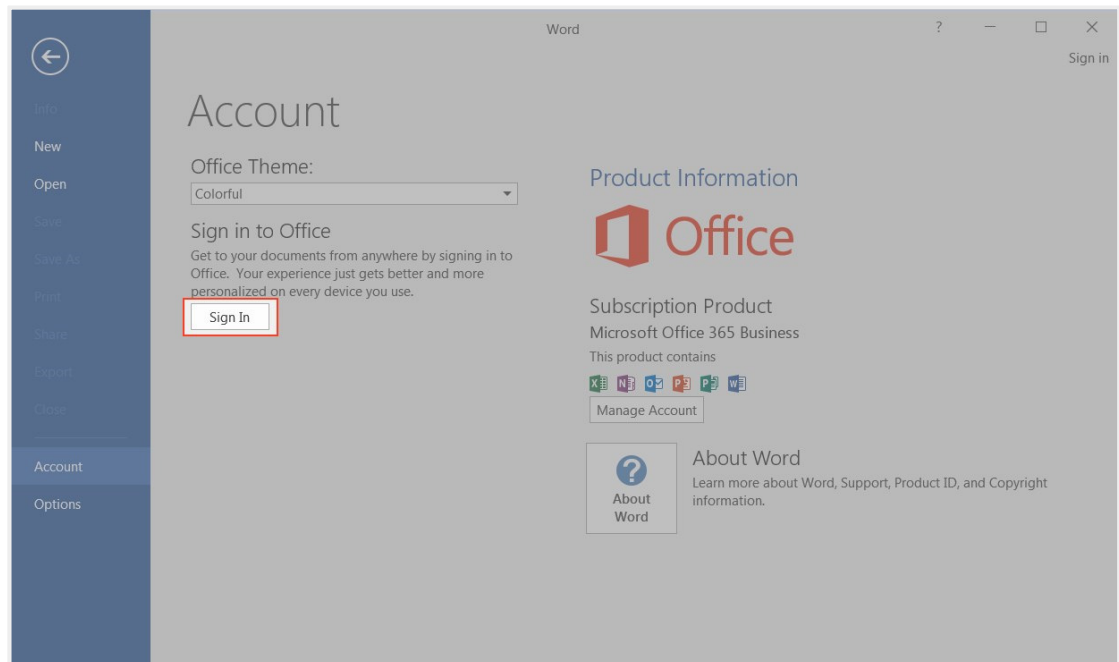 Word
?
Sign in
Info
New
Open
Save
Save As
Print
Share
Export
Close
Account
Options
Account
Office Theme:
Colorful
Sign in to Office
Get to your documents from anywhere by signing in to
Office. Your experience just gets better and more
personalized on every device you use.
Sign In
Product Information
Office
Subscription Product
Microsoft Office 365 Business
This product contains
Manage Account
?
About
Word
About Word
Learn more about Word, Support, Product ID, and Copyright
information.